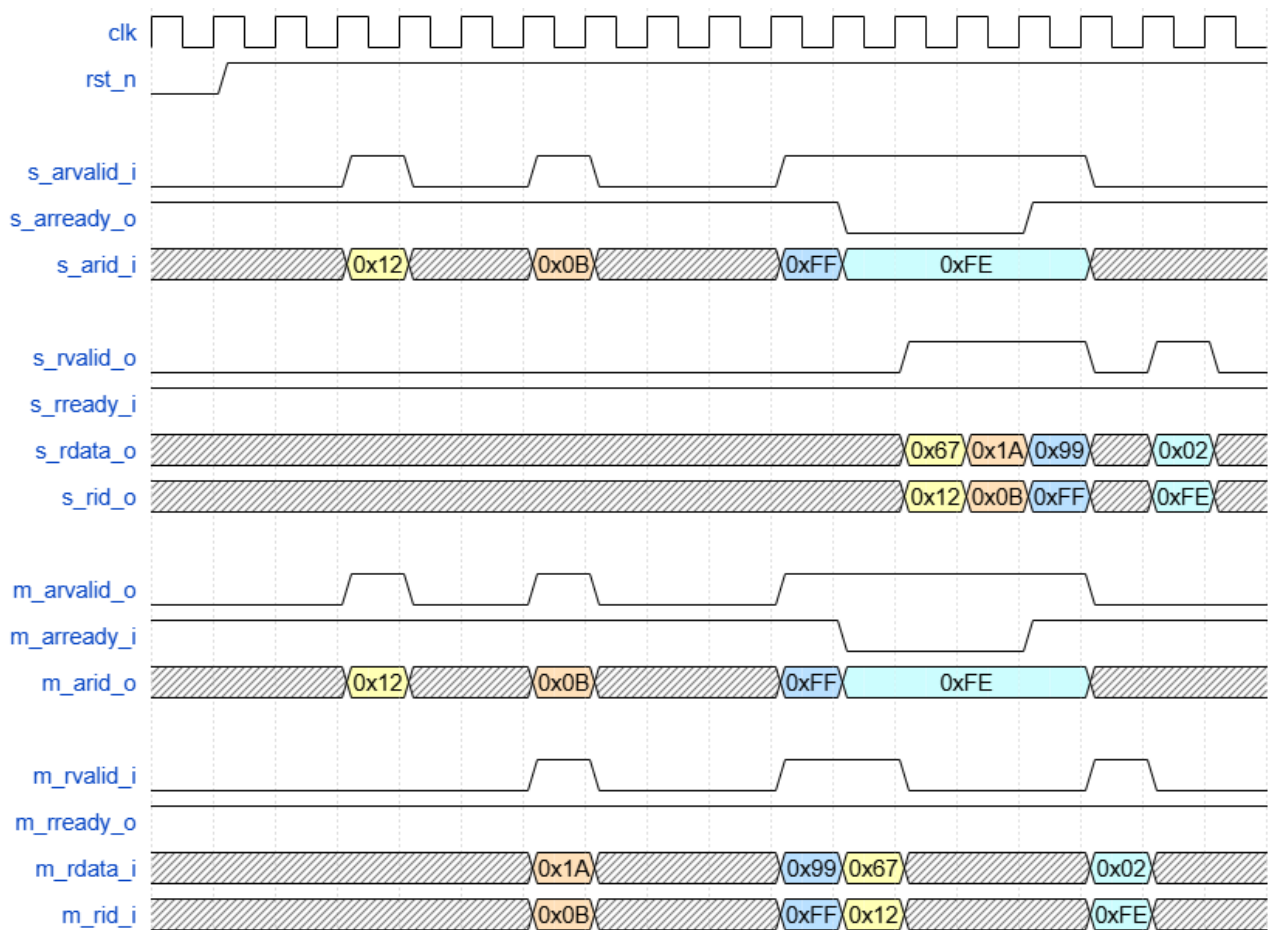 clk
rst_n
s_arvalid_i
s_arready_o
s_arid_i 0x12 0x0B 0xFF 0xFE
s_rvalid_o
s_rready_i
s_rdata_o 0x67 0x1A 0x99 0x02
s_rid_o 0x12 0x0B 0xFF 0xFE
m_arvalid_o
m_arready_i
m_arid_o 0x12 0x0B 0xFF 0xFE
m_rvalid_i
m_rready_o
m_rdata_i 0x1A 0x99 0x67 0x02
m_rid_i 0x0B 0xFF 0x12 0xFE